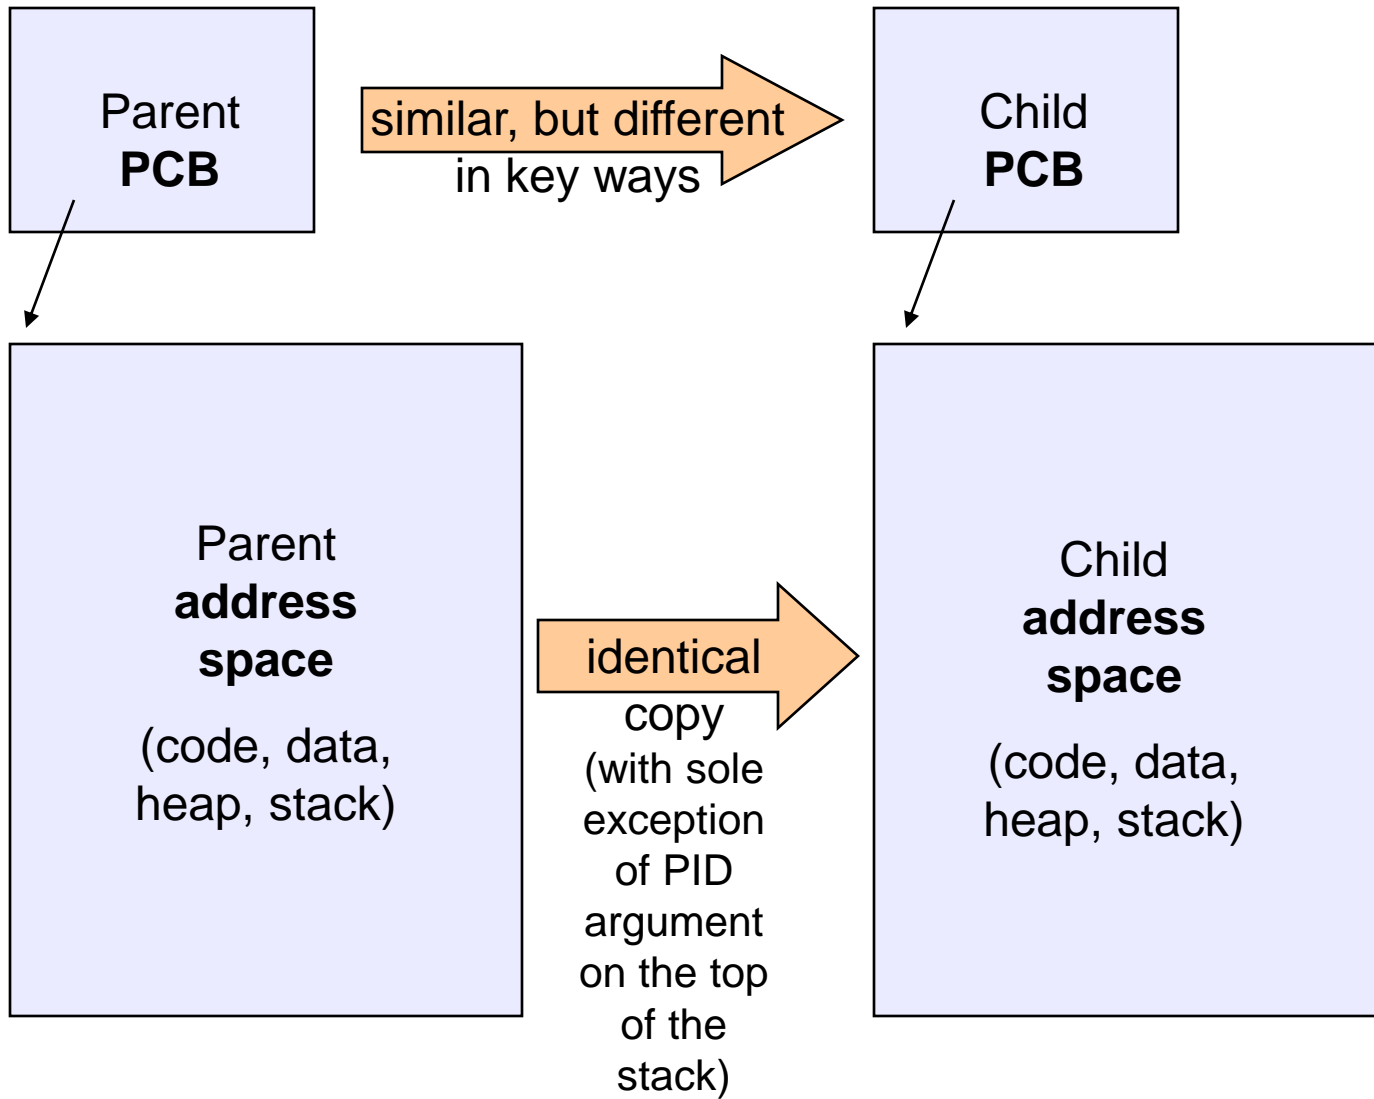 Parent
PCB
similar, but different
in key ways
Child
PCB
Parent
address
space
(code, data,
heap, stack)
identical
copy
(with sole
exception
of PID
argument
on the top
of the
stack)
Child
address
space
(code, data,
heap, stack)